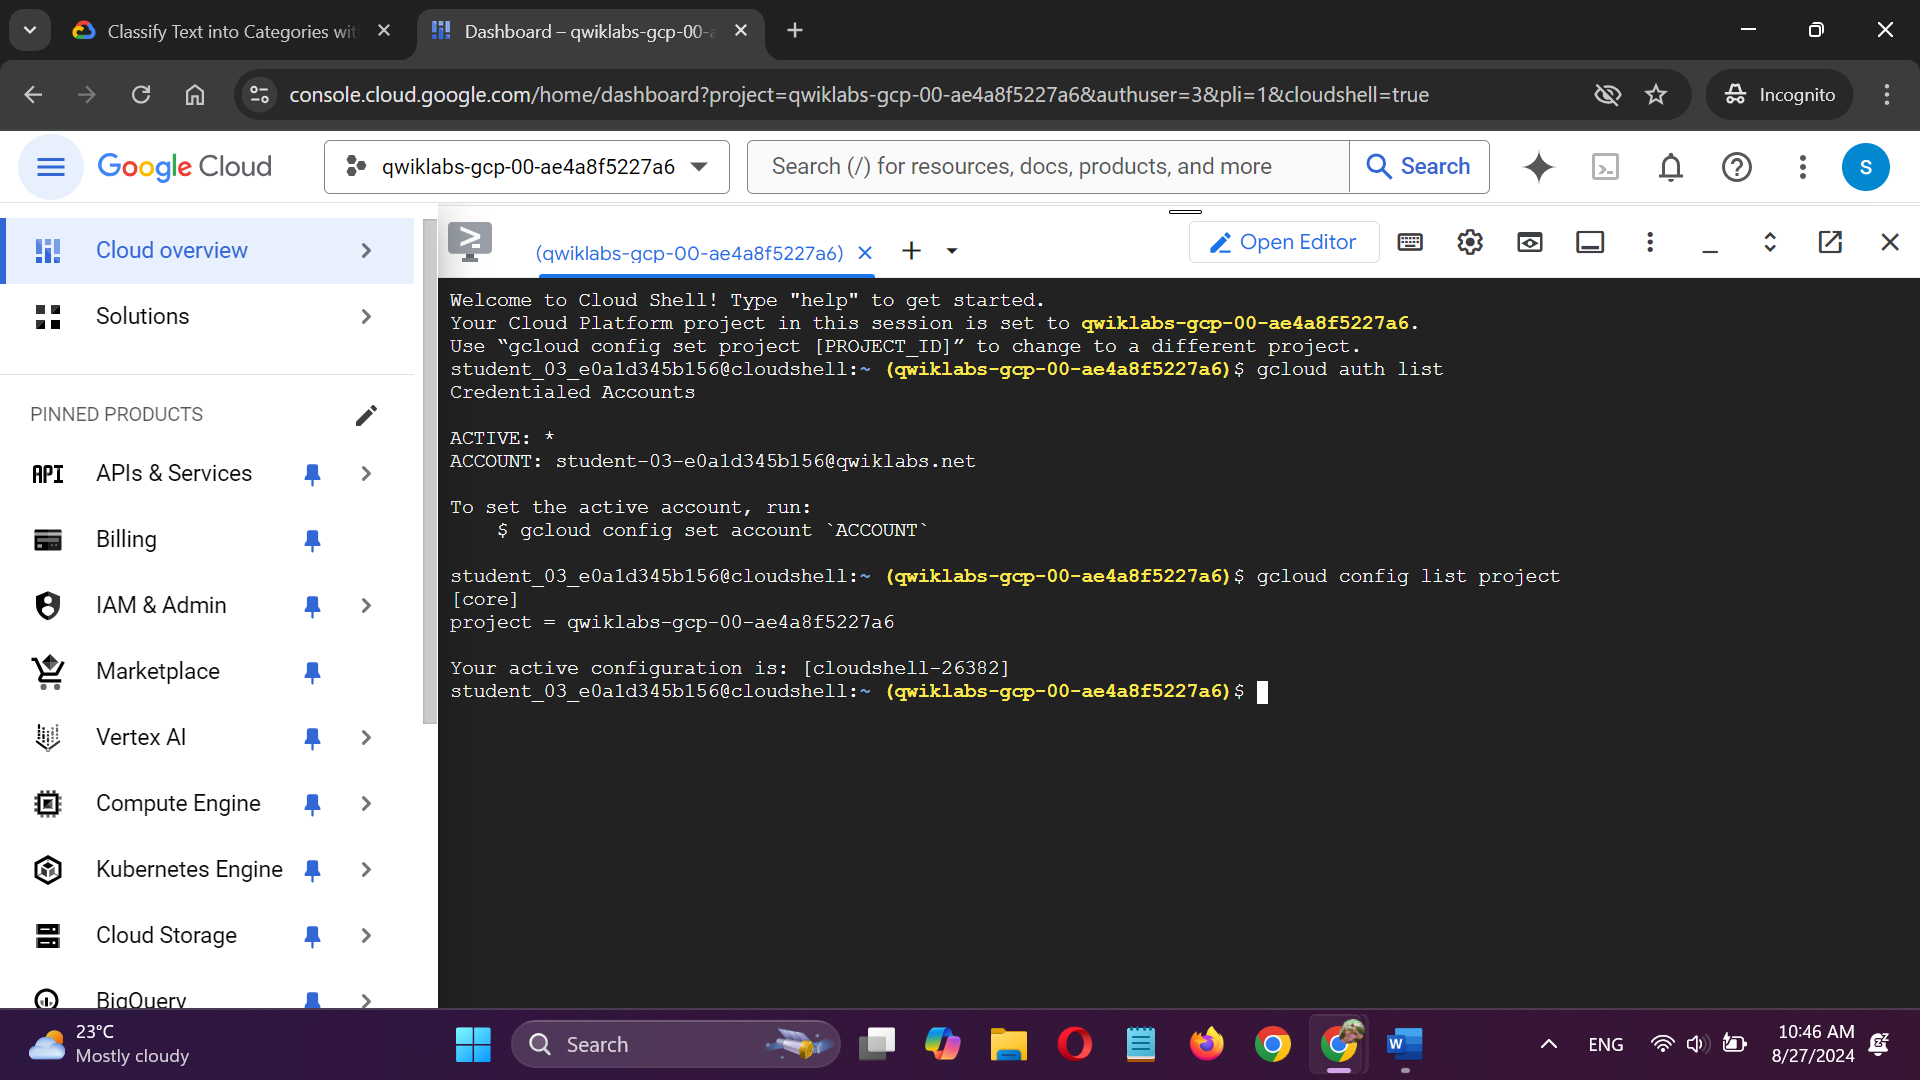 Classify Text into Categories wit
Dashboard – qwiklabs-gcp-00-a
console.cloud.google.com/home/dashboard?project=qwiklabs-gcp-00-ae4a8f5227a6&authuser=3&pli=1&cloudshell=true
Incognito
Google Cloud
qwiklabs-gcp-00-ae4a8f5227a6
Search (/) for resources, docs, products, and more
Search
S
Cloud overview
Solutions
PINNED PRODUCTS
API APIs & Services
Billing
IAM & Admin
Marketplace
Vertex AI
Compute Engine
Kubernetes Engine
Cloud Storage
BigQuery
(qwiklabs-gcp-00-ae4a8f5227a6)
Open Editor
Welcome to Cloud Shell! Type "help" to get started.
Your Cloud Platform project in this session is set to qwiklabs-gcp-00-ae4a8f5227a6.
Use “gcloud config set project [PROJECT_ID]” to change to a different project.
student_03_e0a1d345b156@cloudshell:~ (qwiklabs-gcp-00-ae4a8f5227a6)$ gcloud auth list
Credentialed Accounts
ACTIVE: *
ACCOUNT: student-03-e0a1d345b156@qwiklabs.net
To set the active account, run:
$ gcloud config set account `ACCOUNT`
student_03_e0a1d345b156@cloudshell:~ (qwiklabs-gcp-00-ae4a8f5227a6)$ gcloud config list project
[core]
project = qwiklabs-gcp-00-ae4a8f5227a6
Your active configuration is: [cloudshell-26382]
student_03_e0a1d345b156@cloudshell:~ (qwiklabs-gcp-00-ae4a8f5227a6)$
23°C
Mostly cloudy
Search
ENG
10:46 AM
8/27/2024